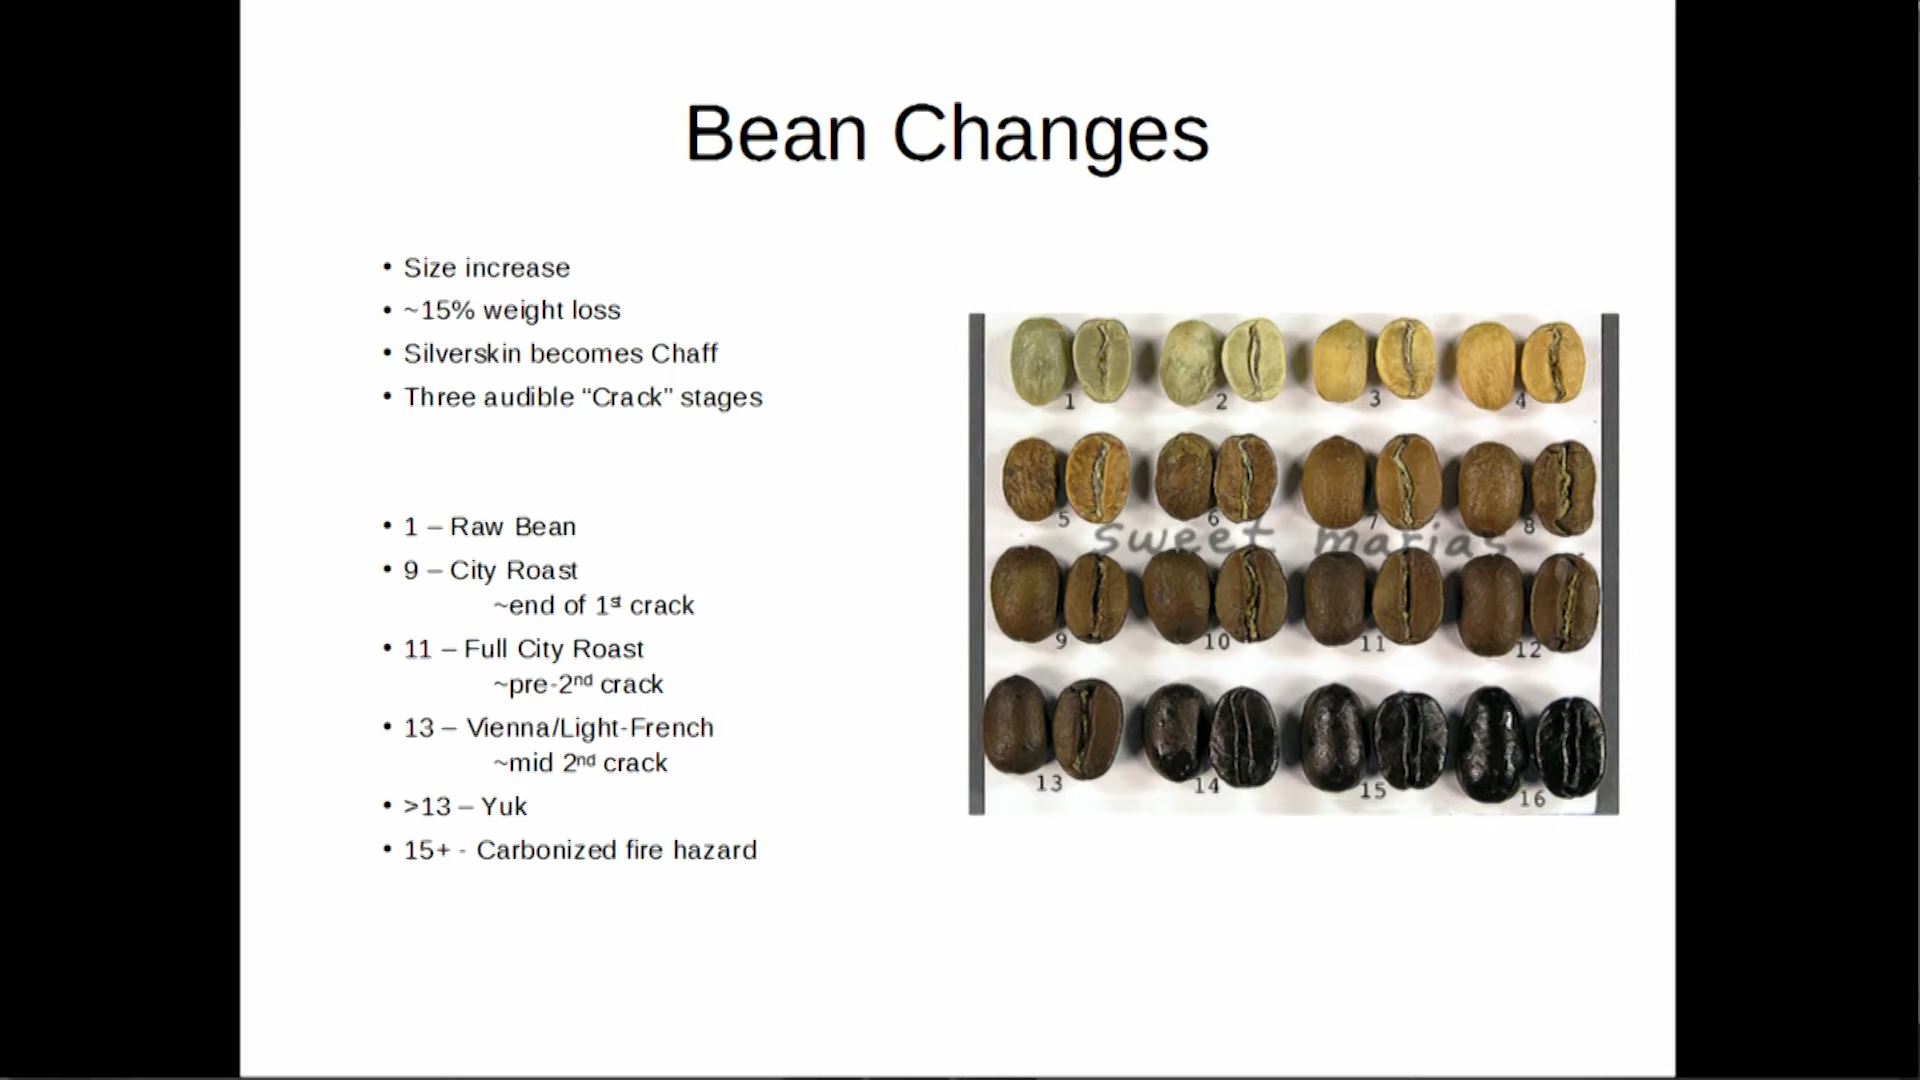 Bean Changes
• Size increase
• ~15% weight loss
• Silverskin becomes Chaff
• Three audible “Crack” stages
• 1 – Raw Bean
• 9 – City Roast
~end of 1st crack
• 11 – Full City Roast
~pre-2nd crack
• 13 – Vienna/Light-French
~mid 2nd crack
• >13 – Yuk
• 15+ - Carbonized fire hazard
1 2 3 4
5 6 7 8
sweet marias
9 10 11 12
13 14 15 16